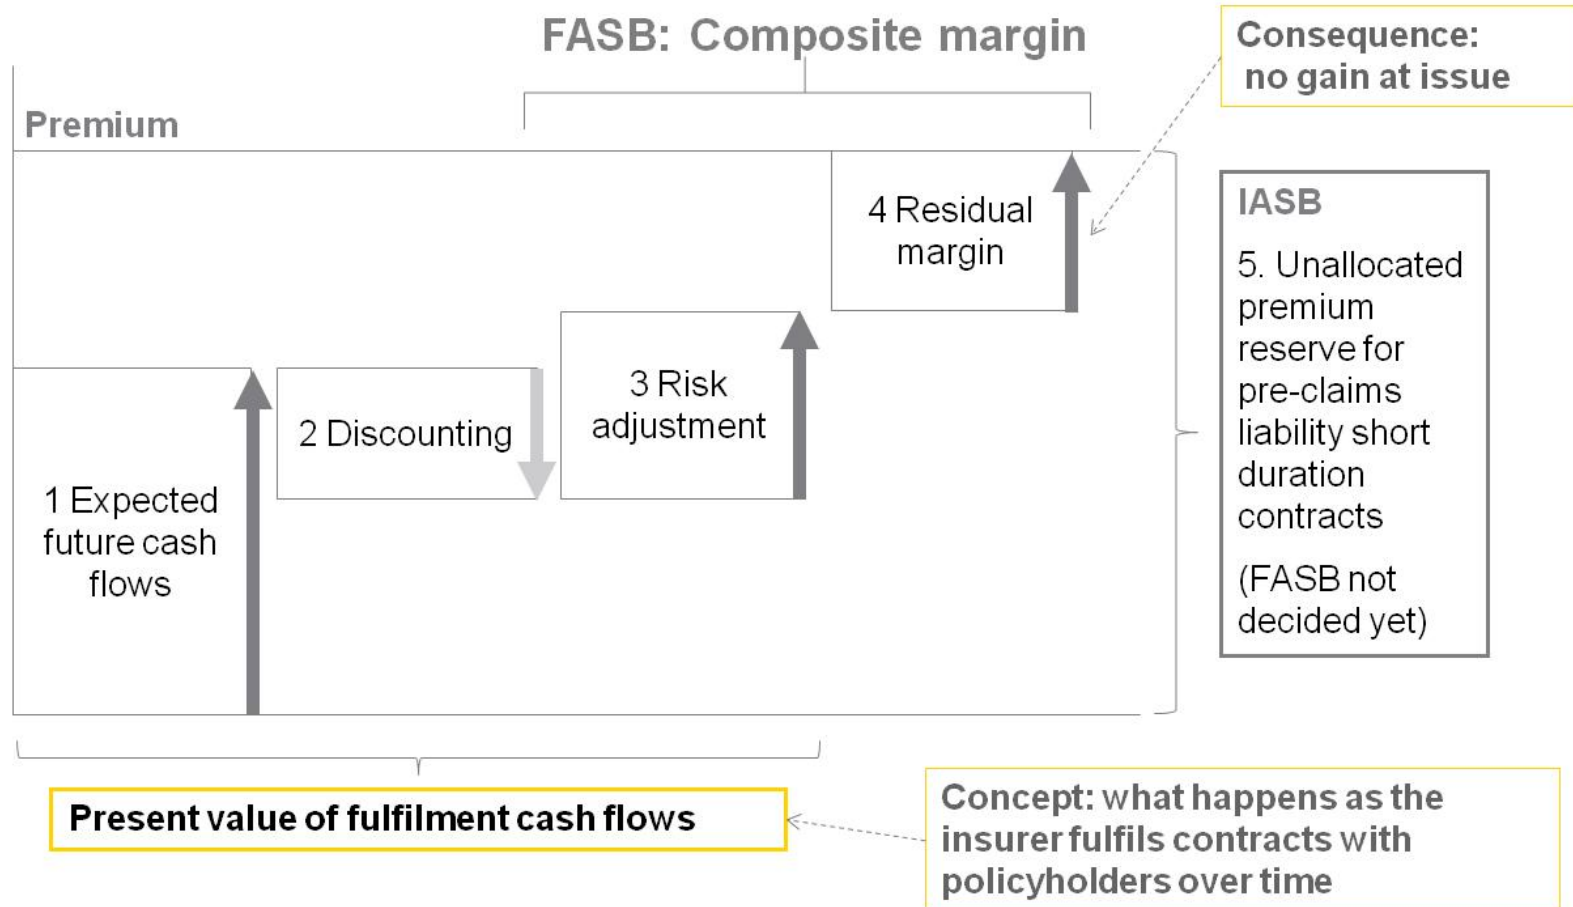 FASB: Composite margin
Consequence:
no gain at issue
Premium
4 Residual
margin
IASB
5. Unallocated
premium
reserve for
pre-claims
liability short
duration
contracts
(FASB not
decided yet)
3 Risk
adjustment
2 Discounting
1 Expected
future cash
flows
Present value of fulfilment cash flows
Concept: what happens as the
insurer fulfils contracts with
policyholders over time